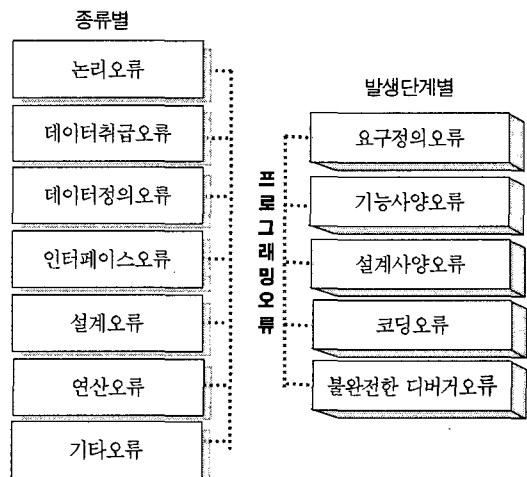 종류별
논리오류
데이터취급오류
데이터정의오류
인터페이스오류
설계오류
연산오류
기타오류
프로그래밍오류
발생단계별
요구정의오류
기능사양오류
설계사양오류
코딩오류
불완전한 디버거오류